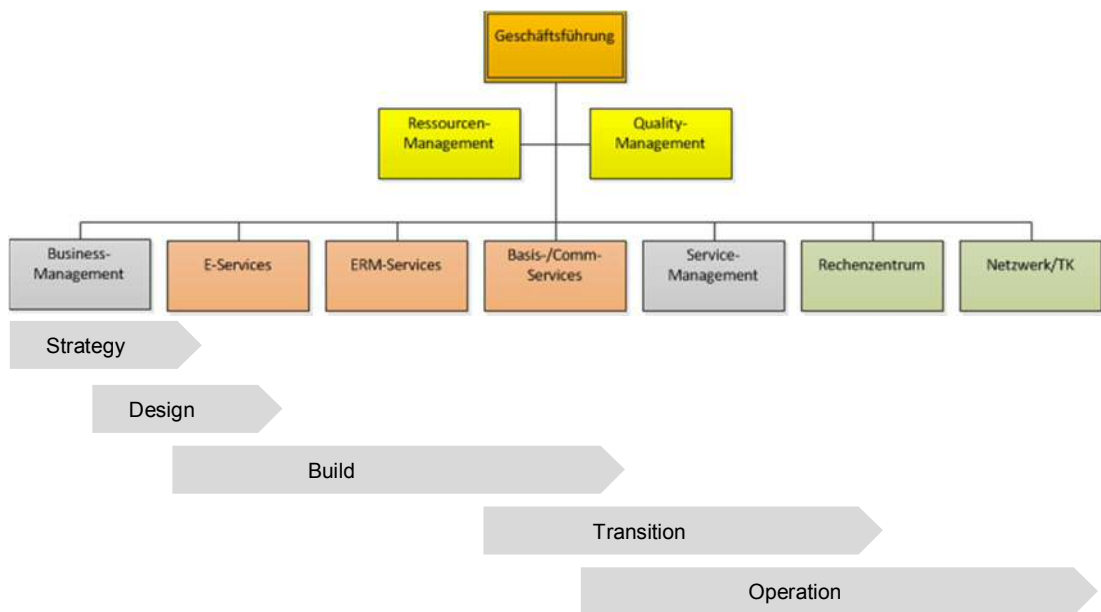 Geschäftsführung
Ressourcen-
Management
Quality-
Management
Business-
Management
E-Services
ERM-Services
Basis-/Comm-
Services
Service-
Management
Rechenzentrum
Netzwerk/TK
Strategy
Design
Build
Transition
Operation